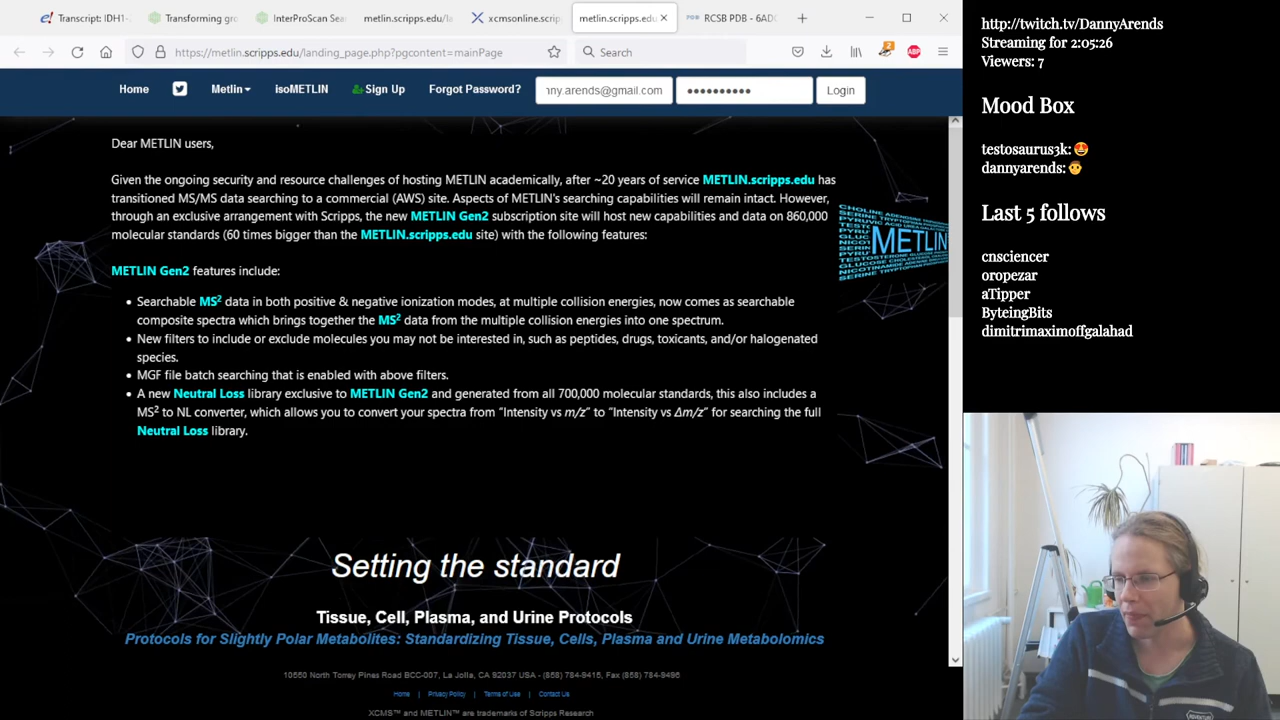 Transcript: IDH1-
Transforming gro
InterProScan Sea
metlin.scripps.edu/la
xcmsonline.scrip
metlin.scripps.edu
RCSB PDB - 6ADG
https://metlin.scripps.edu/landing_page.php?pgcontent=mainPage
Search
2
ABP
Home
Metlin
isoMETLIN
Sign Up
Forgot Password?
ny.arends@gmail.com
Login
Dear METLIN users,
Given the ongoing security and resource challenges of hosting METLIN academically, after ~20 years of service METLIN.scripps.edu has
transitioned MS/MS data searching to a commercial (AWS) site. Aspects of METLIN's searching capabilities will remain intact. However,
through an exclusive arrangement with Scripps, the new METLIN Gen2 subscription site will host new capabilities and data on 860,000
molecular standards (60 times bigger than the METLIN.scripps.edu site) with the following features:
METLIN Gen2 features include:
• Searchable MS² data in both positive & negative ionization modes, at multiple collision energies, now comes as searchable
composite spectra which brings together the MS² data from the multiple collision energies into one spectrum.
• New filters to include or exclude molecules you may not be interested in, such as peptides, drugs, toxicants, and/or halogenated
species.
• MGF file batch searching that is enabled with above filters.
• A new Neutral Loss library exclusive to METLIN Gen2 and generated from all 700,000 molecular standards, this also includes a
MS² to NL converter, which allows you to convert your spectra from “Intensity vs m/z” to “Intensity vs Δm/z” for searching the full
Neutral Loss library.
METLIN
Setting the standard
Tissue, Cell, Plasma, and Urine Protocols
Protocols for Slightly Polar Metabolites: Standardizing Tissue, Cells, Plasma and Urine Metabolomics
10550 North Torrey Pines Road BCC-007, La Jolla, CA 92037 USA - (858) 784-9415, Fax (858) 784-9496
Home | Privacy Policy | Terms of Use | Contact Us
XCMS™ and METLIN™ are trademarks of Scripps Research
http://twitch.tv/DannyArends
Streaming for 2:05:26
Viewers: 7
Mood Box
testosaurus3k:
dannyarends:
Last 5 follows
cnsciencer
oropezar
aTipper
ByteingBits
dimitrimaximoffgalahad